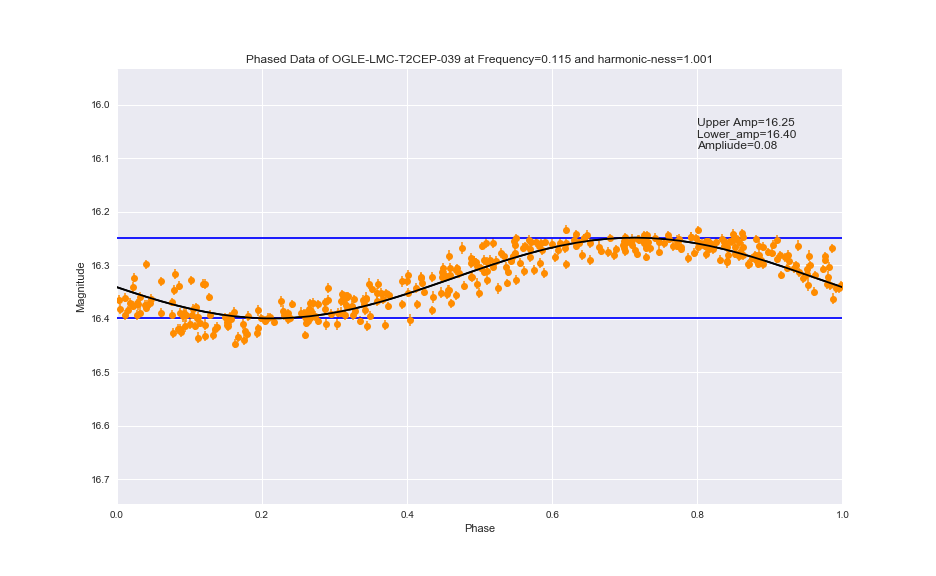 Phased Data of OGLE-LMC-T2CEP-039 at Frequency=0.115 and harmonic-ness=1.001
Upper Amp=16.25
Lower_amp=16.40
Ampliude=0.08
Magnitude
16.0
16.1
16.2
16.3
16.4
16.5
16.6
16.7
0.0 0.2 0.4 0.6 0.8 1.0
Phase